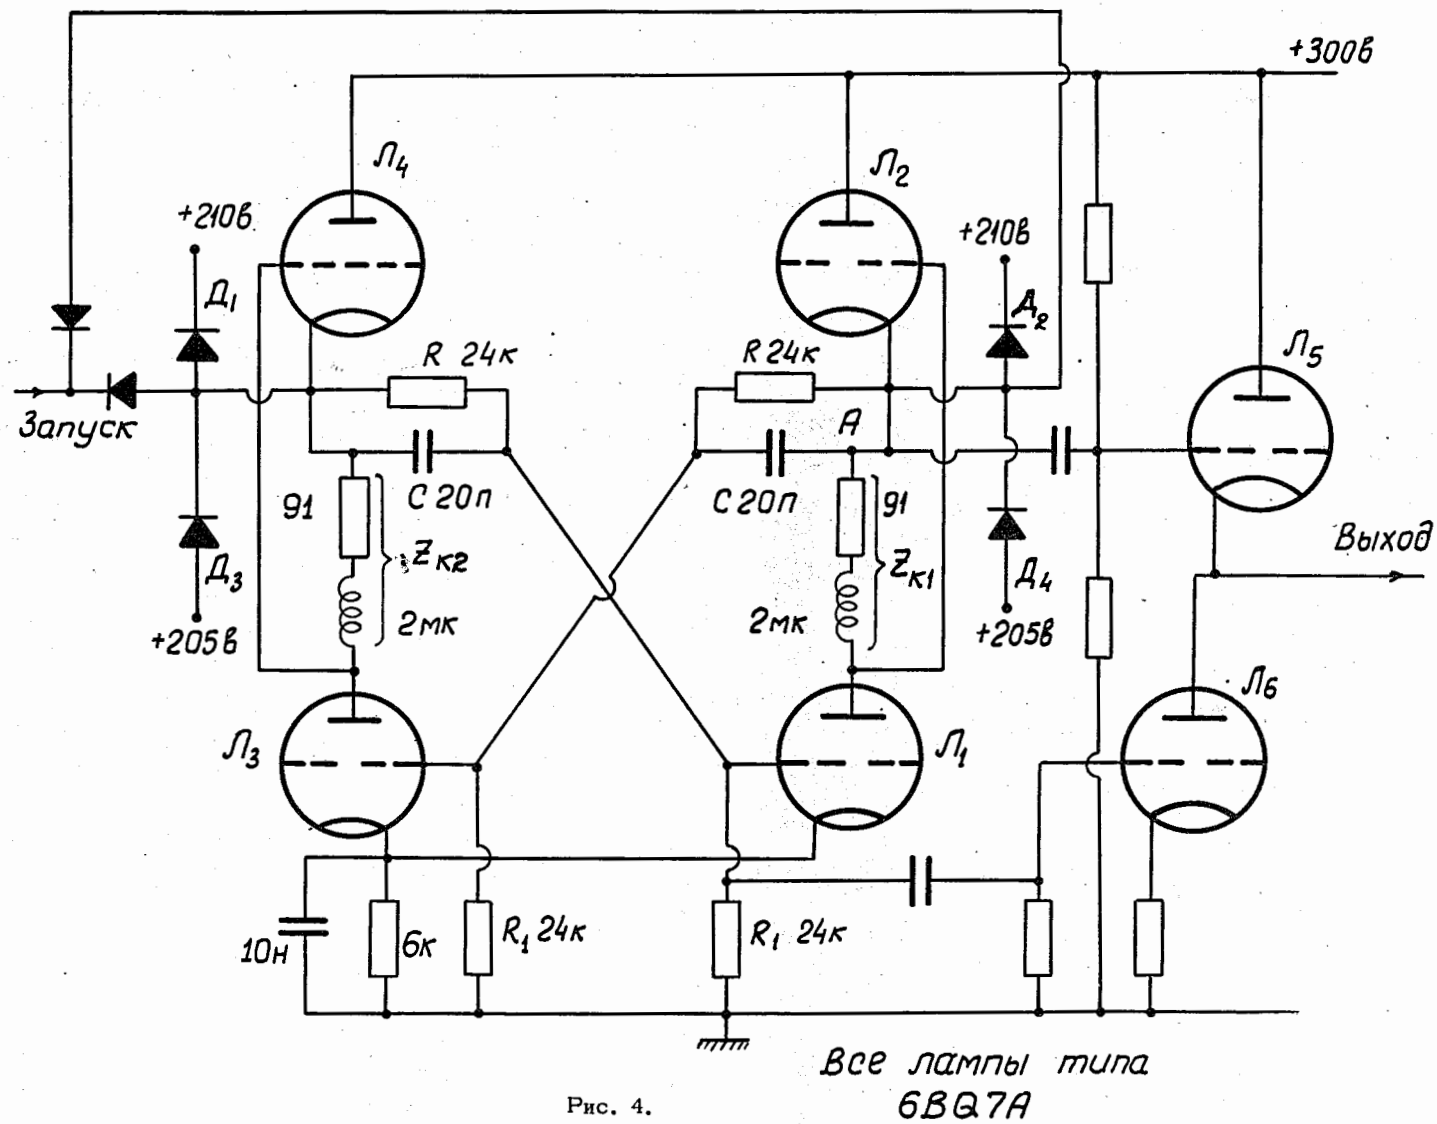 +300в
Л4
Л2
+210в
+210в
Д1
Д2
R 24к
R 24к
Л5
Запуск
А
91
С 20п
С 20п
91
Выход
Zк2
Zк1
Д3
Д4
2мк
2мк
+205в
+205в
Л6
Л3
Л1
10н
6к
R1 24к
R1 24к
Все лампы типа
6BQ7A
Рис. 4.